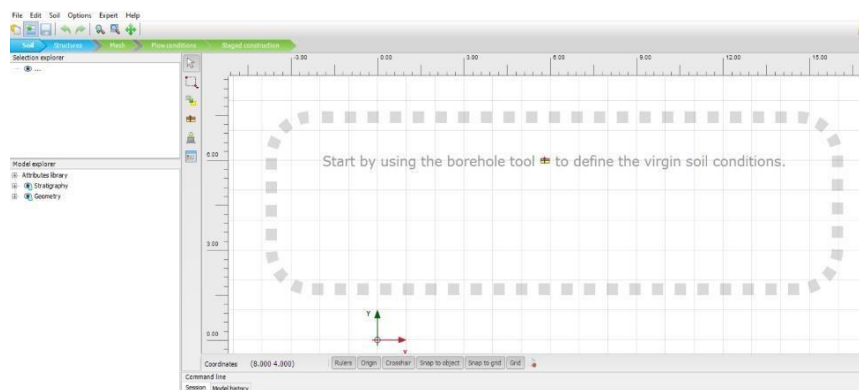 File Edit Soil Options Expert Help
Soil Structures Mesh Flow conditions Staged construction
Selection explorer
...
-3.00 0.00 3.00 6.00 9.00 12.00 15.00
6.00
Start by using the borehole tool to define the virgin soil conditions.
Model explorer
Attributes library
Stratigraphy
Geometry
3.00
Y
0.00
Coordinates (8.000 4.000) Rulers Origin Crosshair Snap to object Snap to grid Grid
Command line
Session Model history